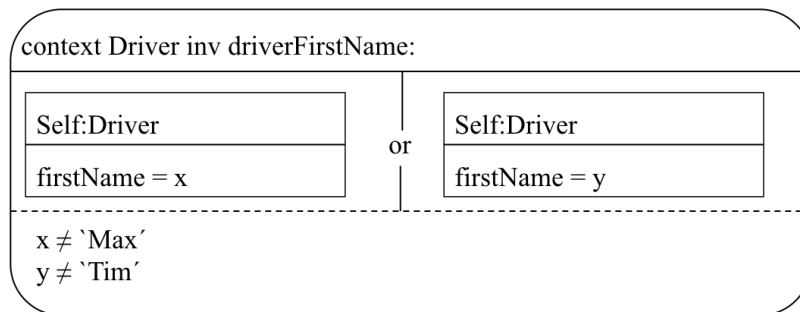 context Driver inv driverFirstName:
Self:Driver
firstName = x
or
Self:Driver
firstName = y
x ≠ `Max´
y ≠ `Tim´